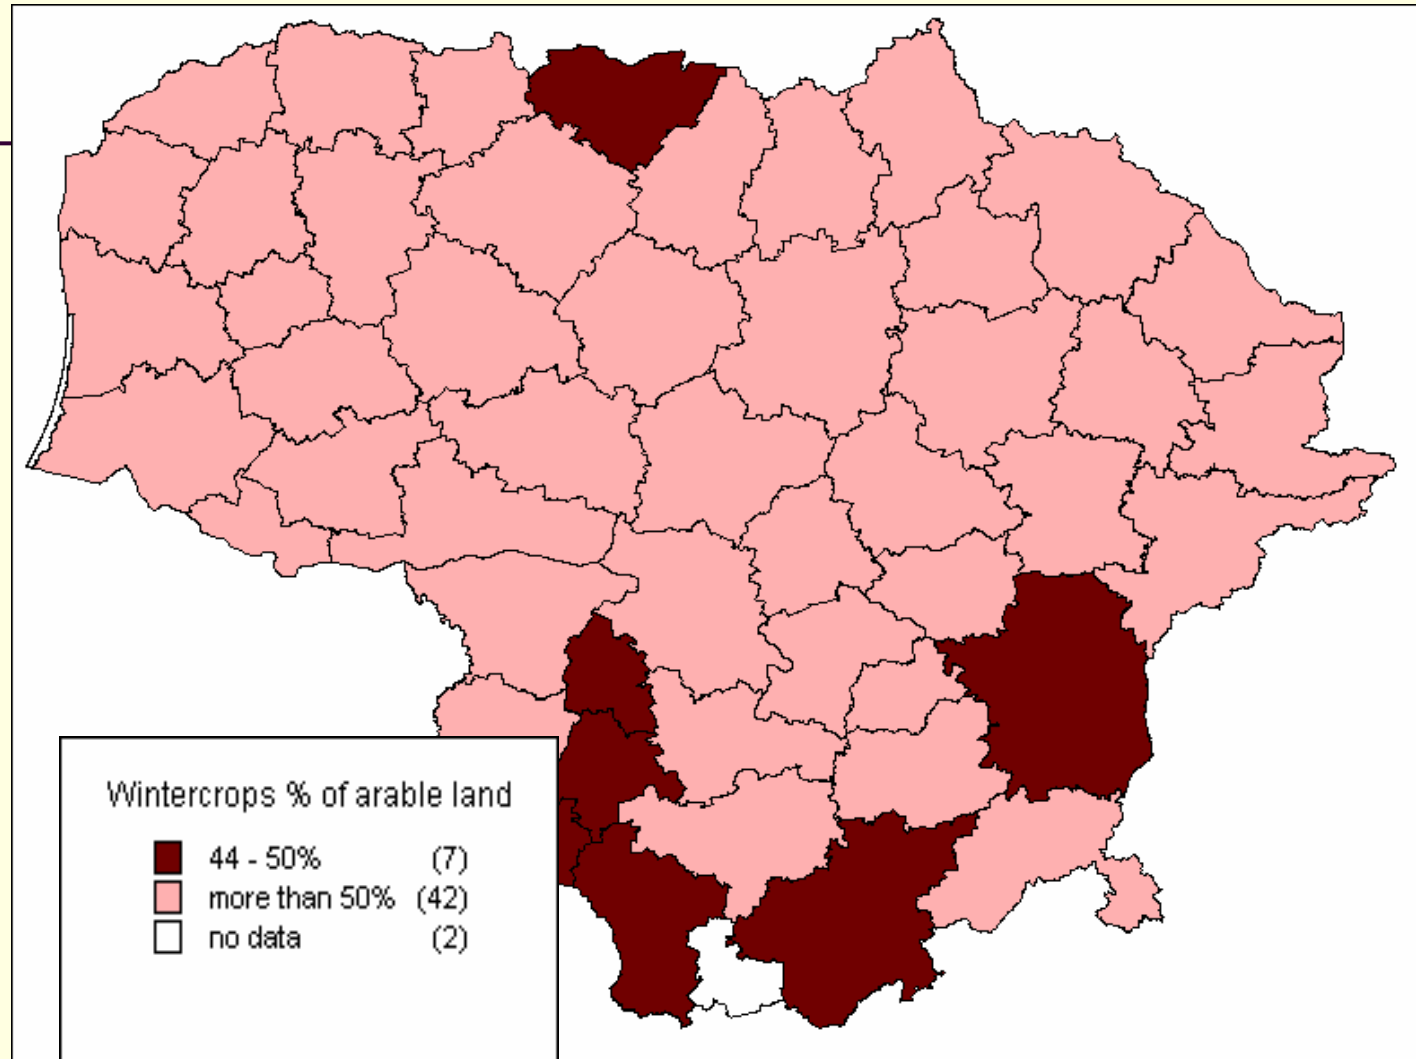 Wintercrops % of arable land
44 - 50% (7)
more than 50% (42)
no data (2)